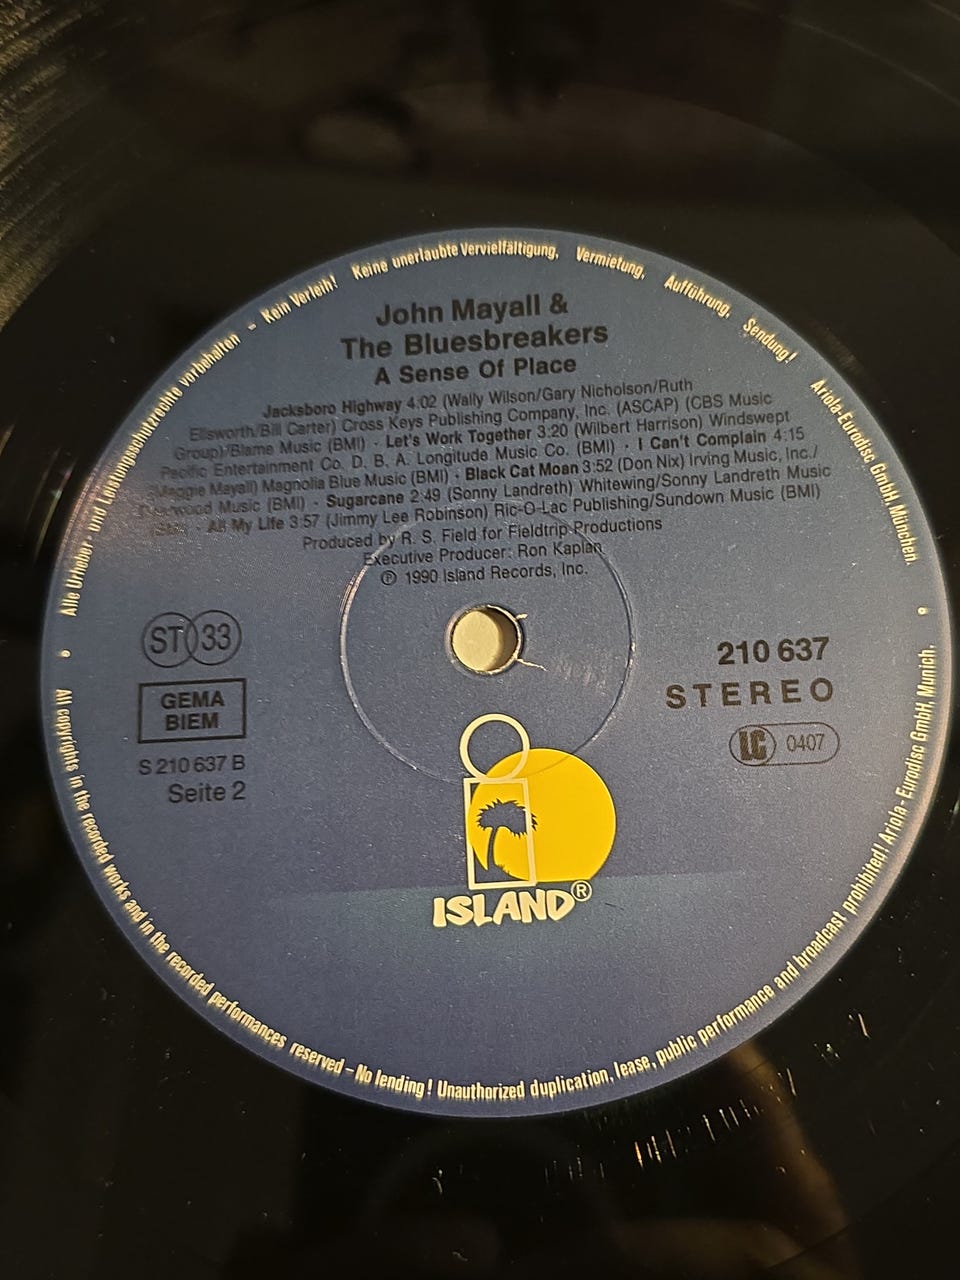 Alle Urheber- und Leistungsschutzrechte vorbehalten – Kein Verleih! Keine unerlaubte Vervielfältigung, Vermietung, Aufführung, Sendung! Ariola-Eurodisc GmbH, München.
John Mayall &
The Bluesbreakers
A Sense Of Place
Jacksboro Highway 4:02 (Wally Wilson/Gary Nicholson/Ruth
Ellsworth/Bill Carter) Cross Keys Publishing Company, Inc. (ASCAP) (CBS Music
Group)/Blame Music (BMI) · Let's Work Together 3:20 (Wilbert Harrison) Windswept
Pacific Entertainment Co. D. B. A. Longitude Music Co. (BMI) · I Can't Complain 4:15
(Maggie Mayall) Magnolia Blue Music (BMI) · Black Cat Moan 3:52 (Don Nix) Irving Music, Inc./
Music (BMI) · Sugarcane 2:49 (Sonny Landreth) Whitewing/Sonny Landreth Music
· All My Life 3:57 (Jimmy Lee Robinson) Ric-O-Lac Publishing/Sundown Music (BMI)
Produced by R. S. Field for Fieldtrip Productions
Executive Producer: Ron Kaplan
℗ 1990 Island Records, Inc.
ST 33
GEMA
BIEM
S 210 637 B
Seite 2
210 637
STEREO
LC 0407
ISLAND®
All copyrights in the recorded works and in the recorded performances reserved – No lending! Unauthorized duplication, lease, public performance and broadcast prohibited! Ariola-Eurodisc GmbH, Munich.